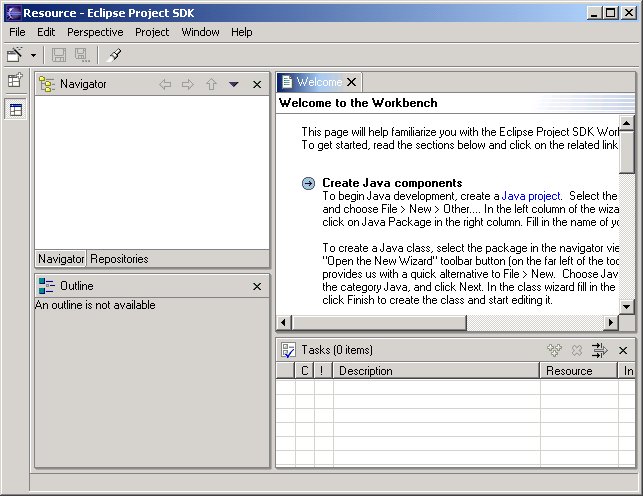 Resource - Eclipse Project SDK
File Edit Perspective Project Window Help
Navigator
Navigator Repositories
Outline
An outline is not available
Welcome
Welcome to the Workbench
This page will help familiarize you with the Eclipse Project SDK
To get started, read the sections below and click on the related
Create Java components
To begin Java development, create a Java project. Select the
and choose File > New > Other.... In the left column of the
click on Java Package in the right column. Fill in the name of
To create a Java class, select the package in the navigator
"Open the New Wizard" toolbar button (on the far left of the
provides us with a quick alternative to File > New. Choose
the category Java, and click Next. In the class wizard fill in the
click Finish to create the class and start editing it.
Tasks (0 items)
C ! Description Resource In